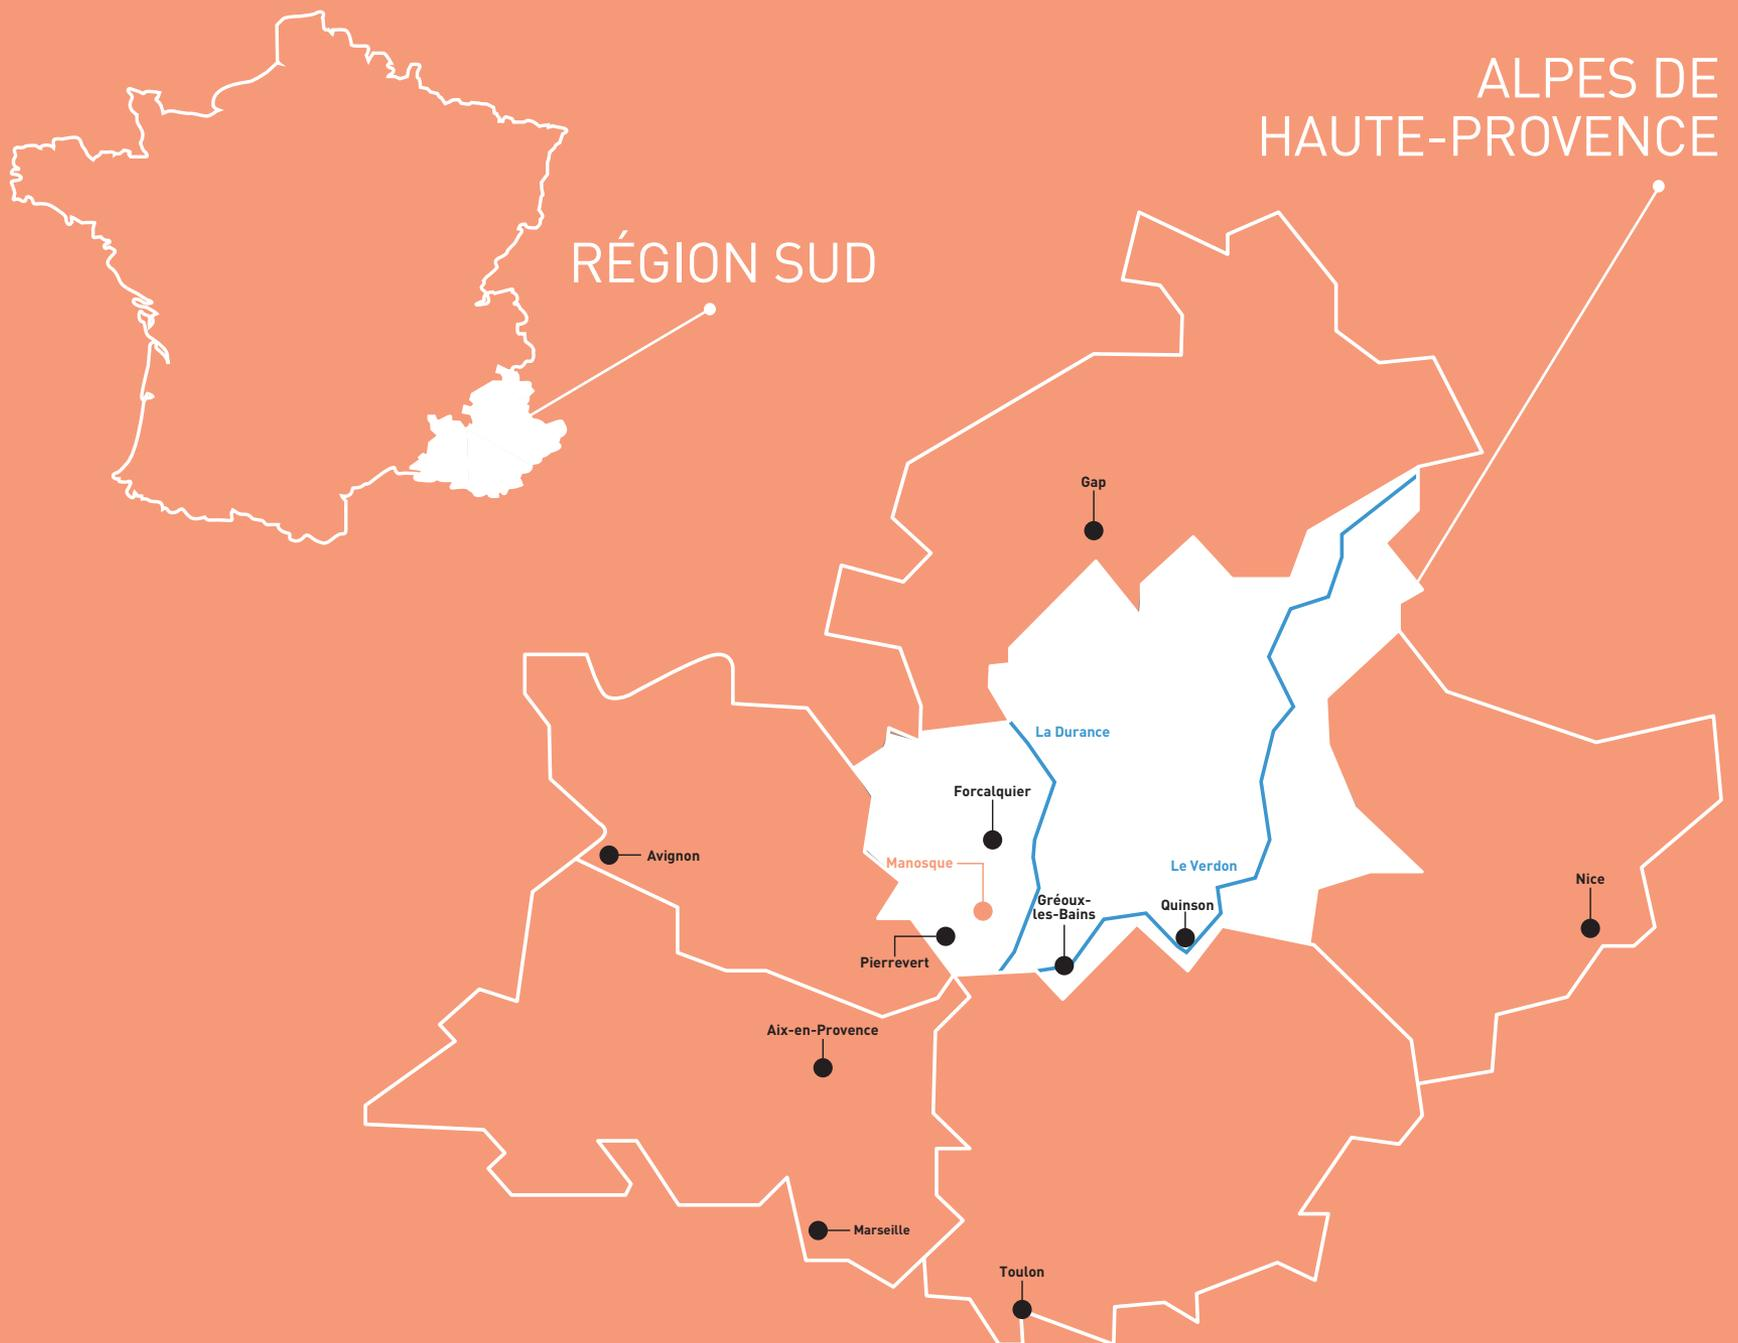 ALPES DE
HAUTE-PROVENCE
RÉGION SUD
Gap
La Durance
Forcalquier
Avignon
Manosque
Le Verdon
Nice
Gréoux-
les-Bains
Quinson
Pierrevert
Aix-en-Provence
Marseille
Toulon